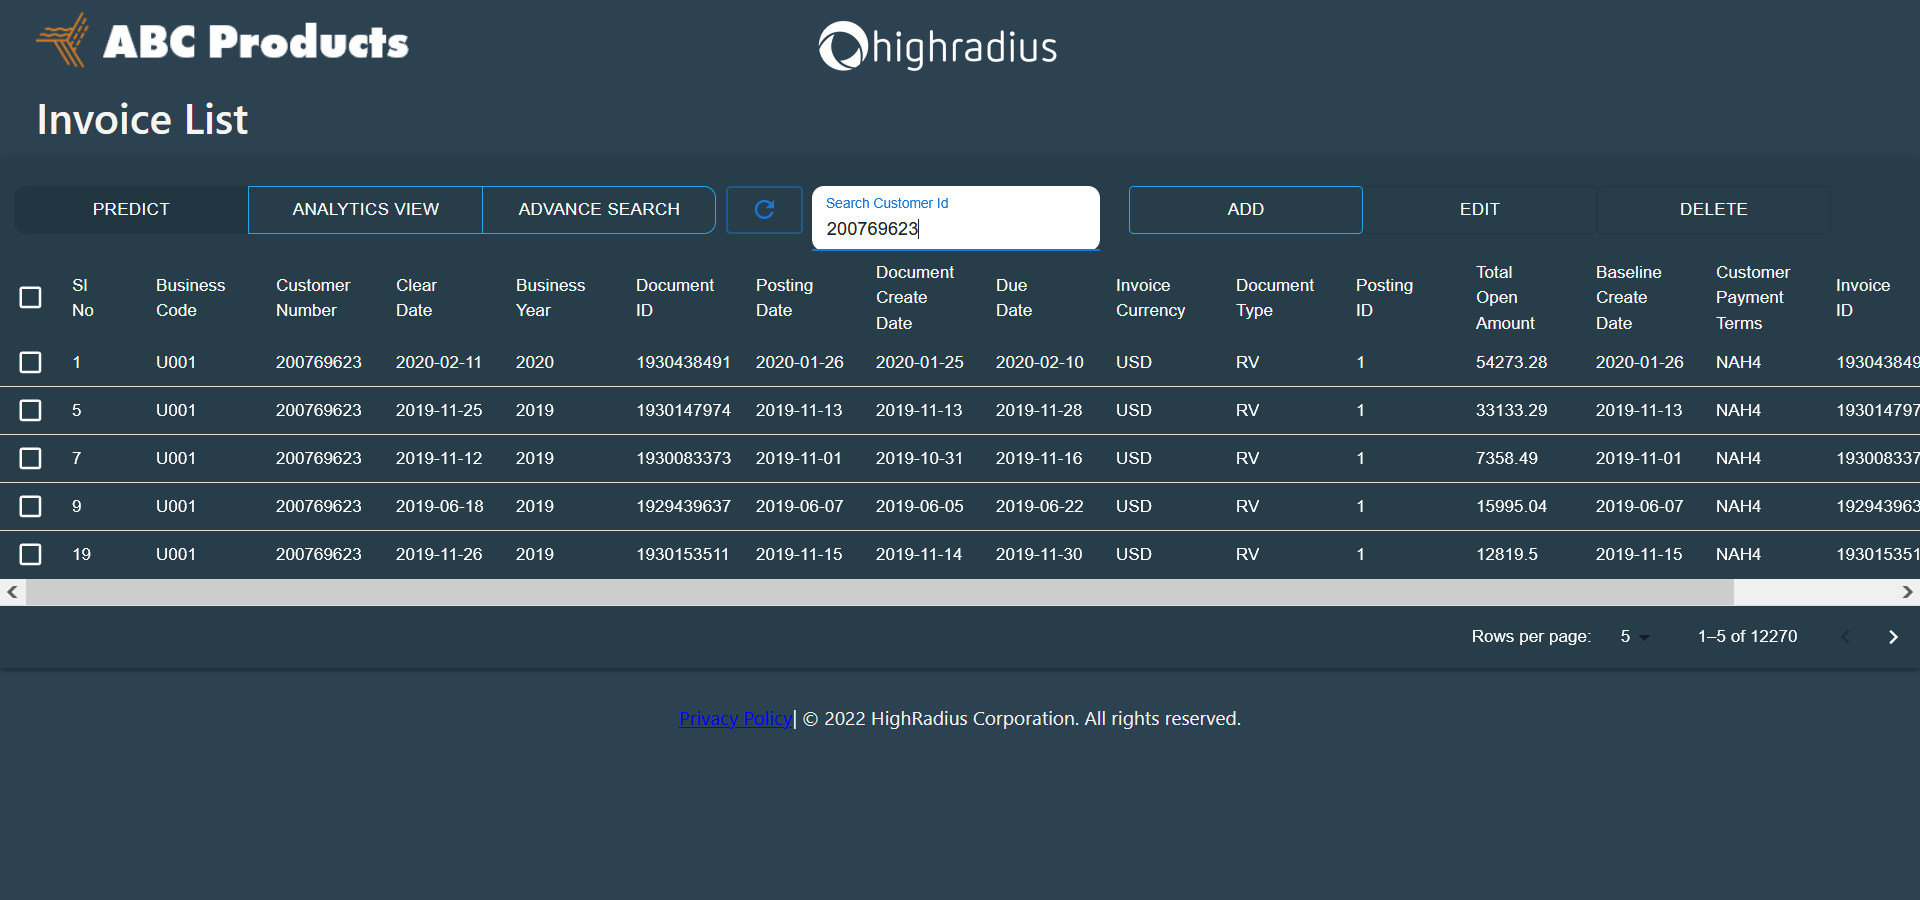 ABC Products
highradius
Invoice List
PREDICT ANALYTICS VIEW ADVANCE SEARCH Search Customer Id 200769623 ADD EDIT DELETE
Sl No Business Code Customer Number Clear Date Business Year Document ID Posting Date Document Create Date Due Date Invoice Currency Document Type Posting ID Total Open Amount Baseline Create Date Customer Payment Terms Invoice ID
1 U001 200769623 2020-02-11 2020 1930438491 2020-01-26 2020-01-25 2020-02-10 USD RV 1 54273.28 2020-01-26 NAH4 193043849
5 U001 200769623 2019-11-25 2019 1930147974 2019-11-13 2019-11-13 2019-11-28 USD RV 1 33133.29 2019-11-13 NAH4 193014797
7 U001 200769623 2019-11-12 2019 1930083373 2019-11-01 2019-10-31 2019-11-16 USD RV 1 7358.49 2019-11-01 NAH4 193008337
9 U001 200769623 2019-06-18 2019 1929439637 2019-06-07 2019-06-05 2019-06-22 USD RV 1 15995.04 2019-06-07 NAH4 192943963
19 U001 200769623 2019-11-26 2019 1930153511 2019-11-15 2019-11-14 2019-11-30 USD RV 1 12819.5 2019-11-15 NAH4 193015351
Rows per page: 5 1–5 of 12270
Privacy Policy| © 2022 HighRadius Corporation. All rights reserved.